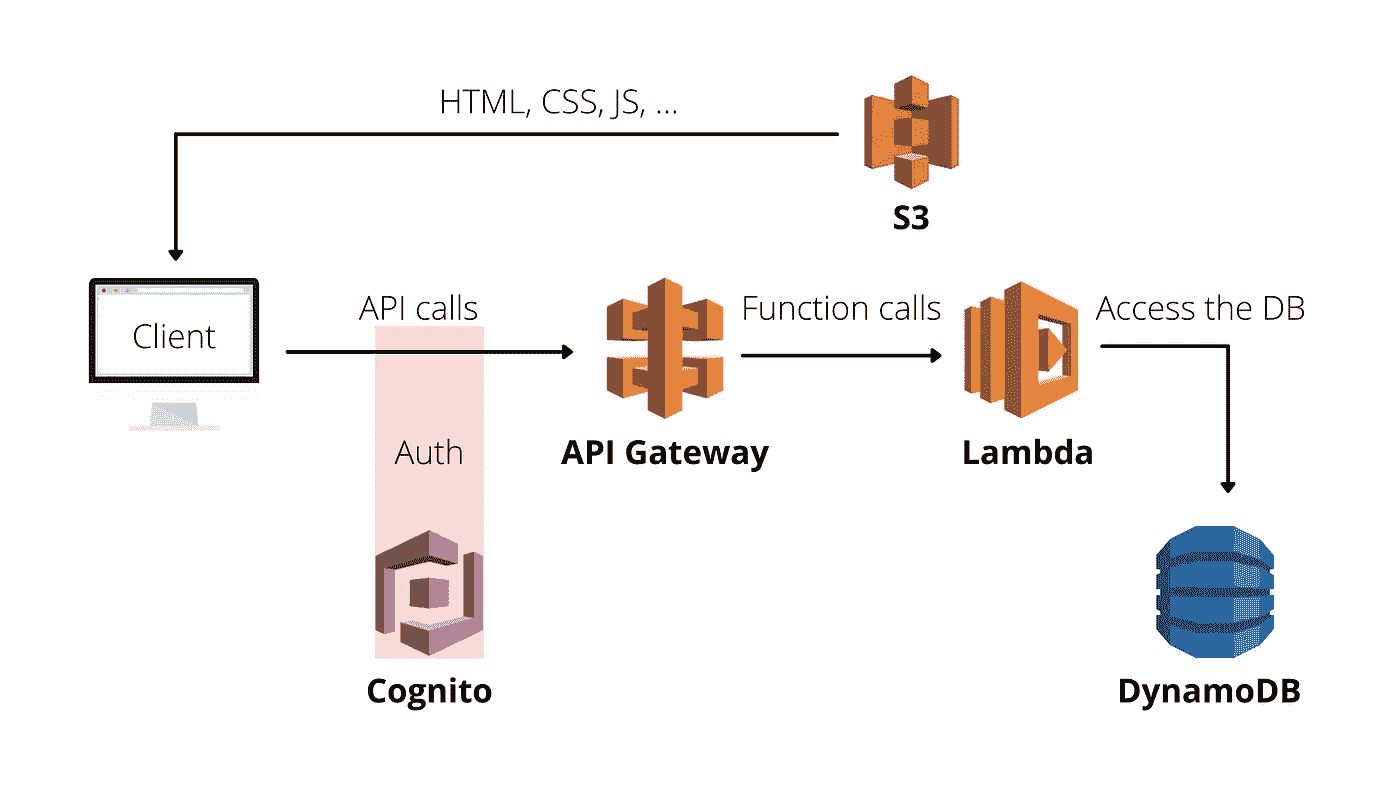 HTML, CSS, JS, ...
S3
Client
API calls
Function calls
Access the DB
Auth
API Gateway
Lambda
Cognito
DynamoDB